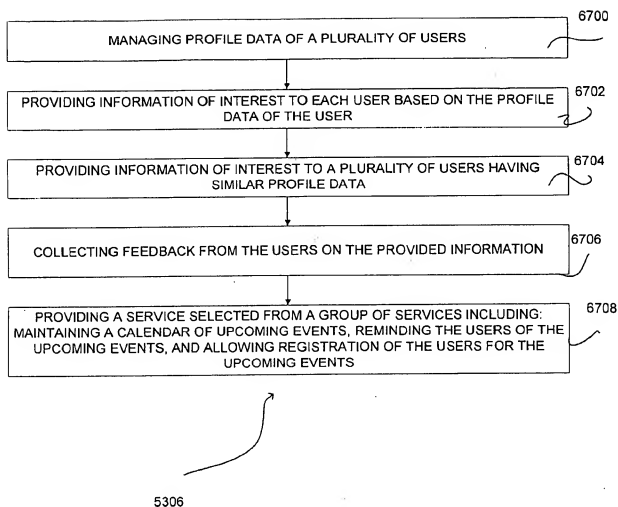 6700
MANAGING PROFILE DATA OF A PLURALITY OF USERS
6702
PROVIDING INFORMATION OF INTEREST TO EACH USER BASED ON THE PROFILE
DATA OF THE USER
6704
PROVIDING INFORMATION OF INTEREST TO A PLURALITY OF USERS HAVING
SIMILAR PROFILE DATA
6706
COLLECTING FEEDBACK FROM THE USERS ON THE PROVIDED INFORMATION
6708
PROVIDING A SERVICE SELECTED FROM A GROUP OF SERVICES INCLUDING:
MAINTAINING A CALENDAR OF UPCOMING EVENTS, REMINDING THE USERS OF THE
UPCOMING EVENTS, AND ALLOWING REGISTRATION OF THE USERS FOR THE
UPCOMING EVENTS
5306